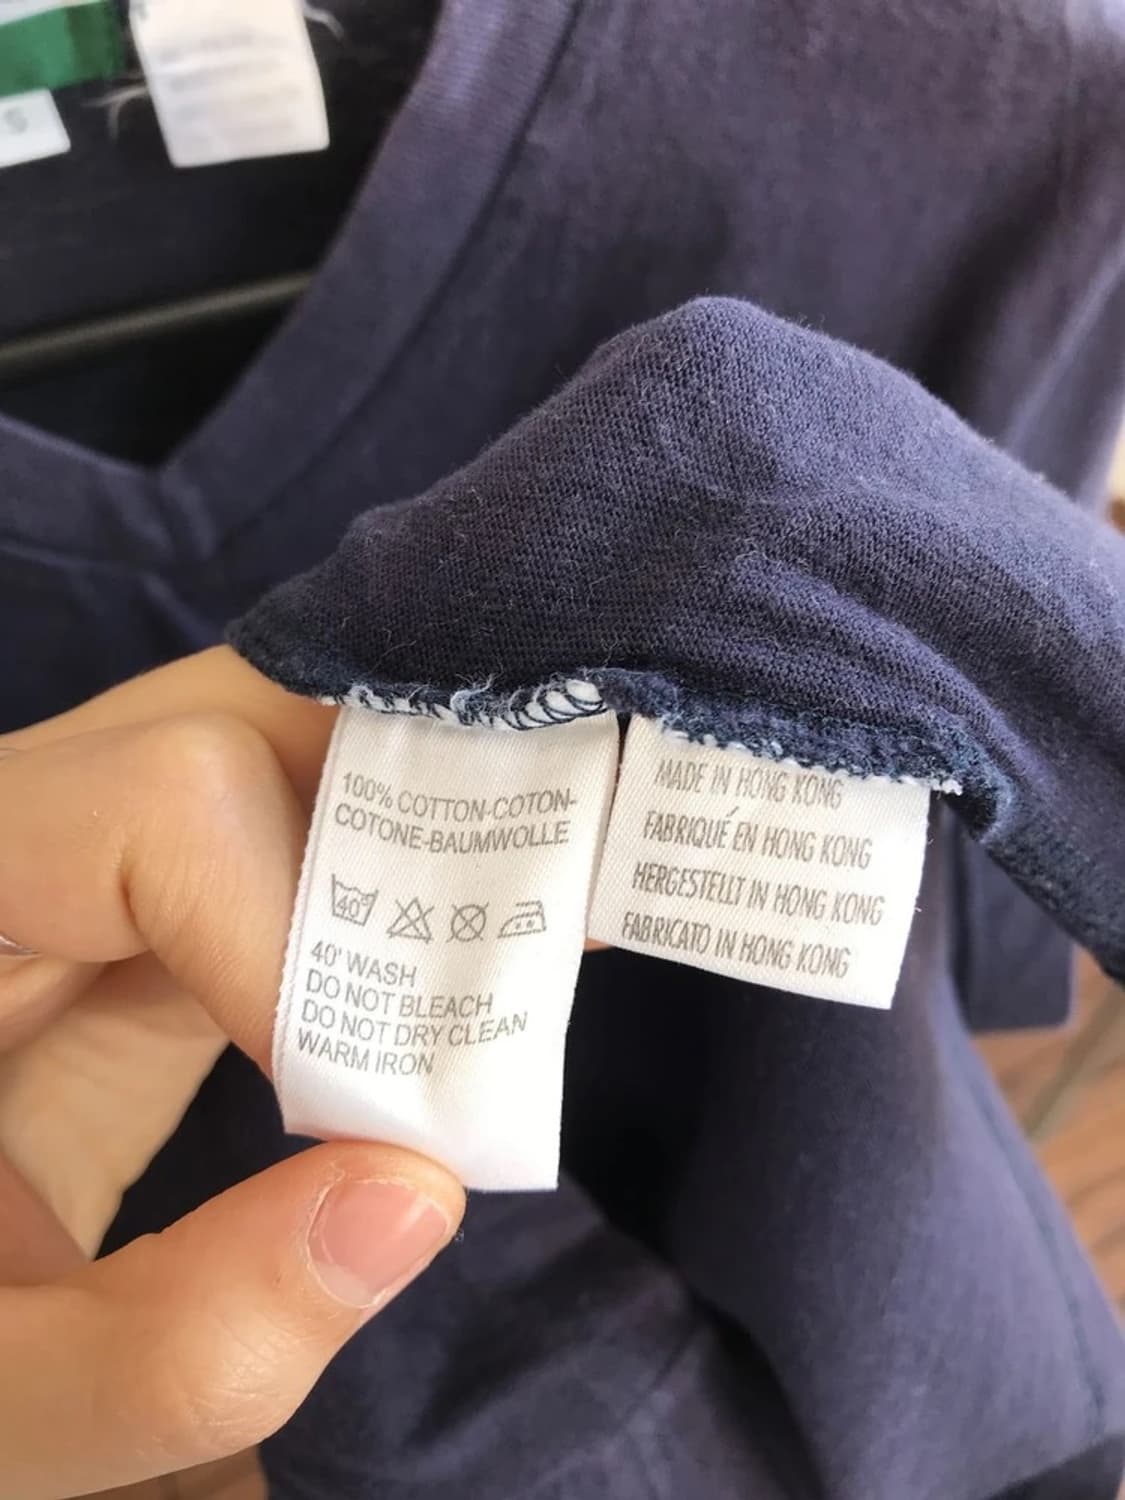 S
100% COTTON-COTON-
COTONE-BAUMWOLLE
40°
40' WASH
DO NOT BLEACH
DO NOT DRY CLEAN
WARM IRON
MADE IN HONG KONG
FABRIQUÉ EN HONG KONG
HERGESTELLT IN HONG KONG
FABRICATO IN HONG KONG